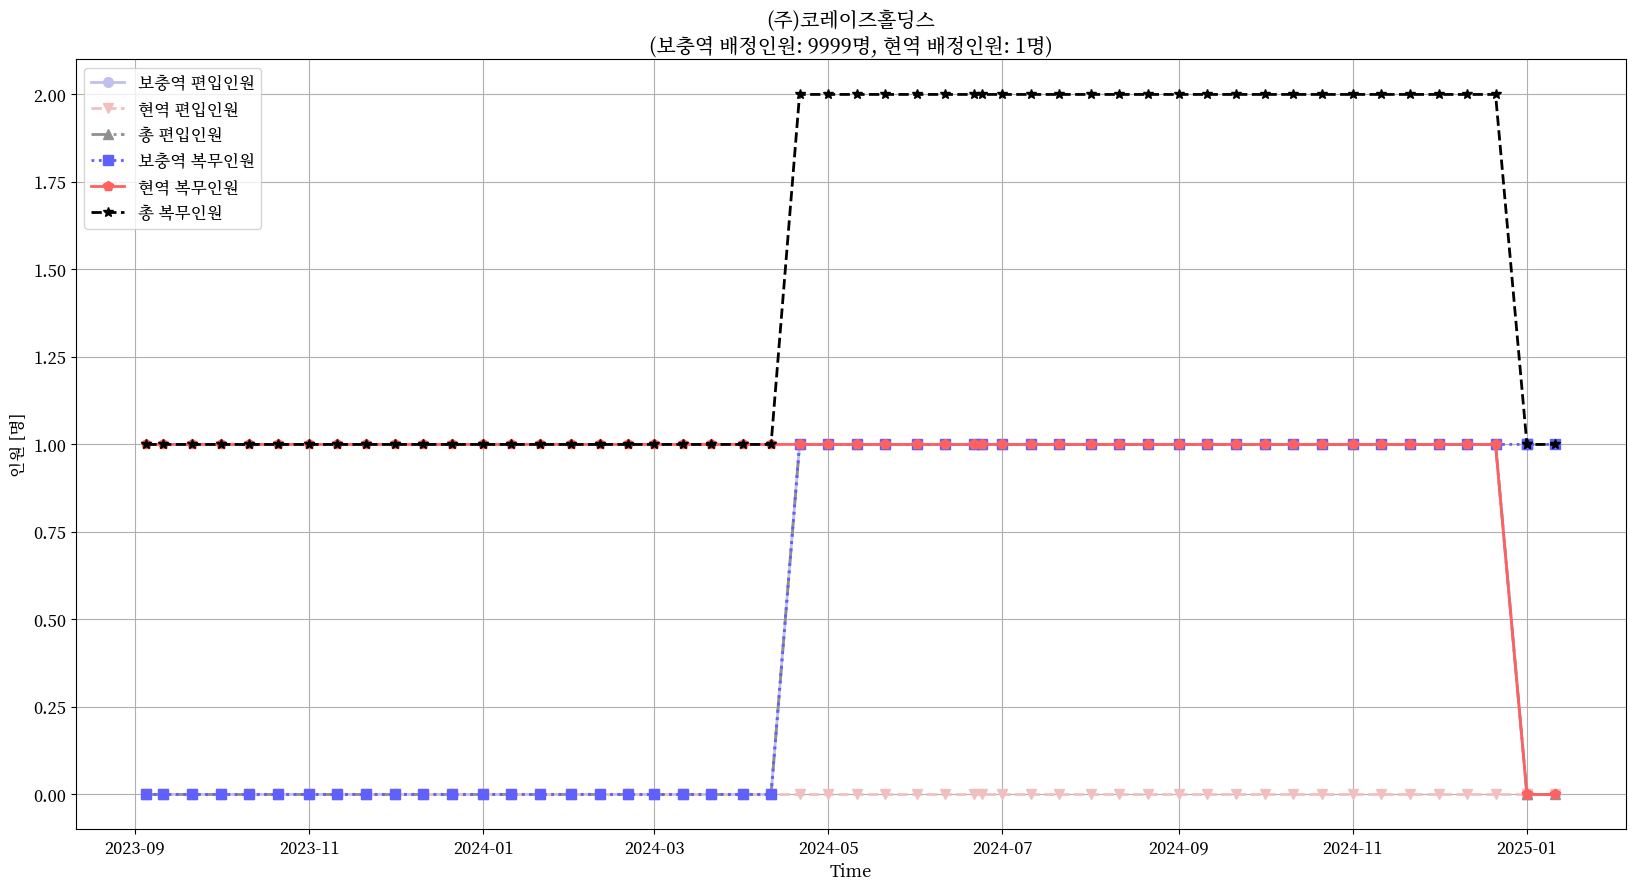 (주)코레이즈홀딩스
(보충역 배정인원: 9999명, 현역 배정인원: 1명)
보충역 편입인원
현역 편입인원
총 편입인원
보충역 복무인원
현역 복무인원
총 복무인원
인원 [명]
2.00
1.75
1.50
1.25
1.00
0.75
0.50
0.25
0.00
2023-09
2023-11
2024-01
2024-03
2024-05
2024-07
2024-09
2024-11
2025-01
Time